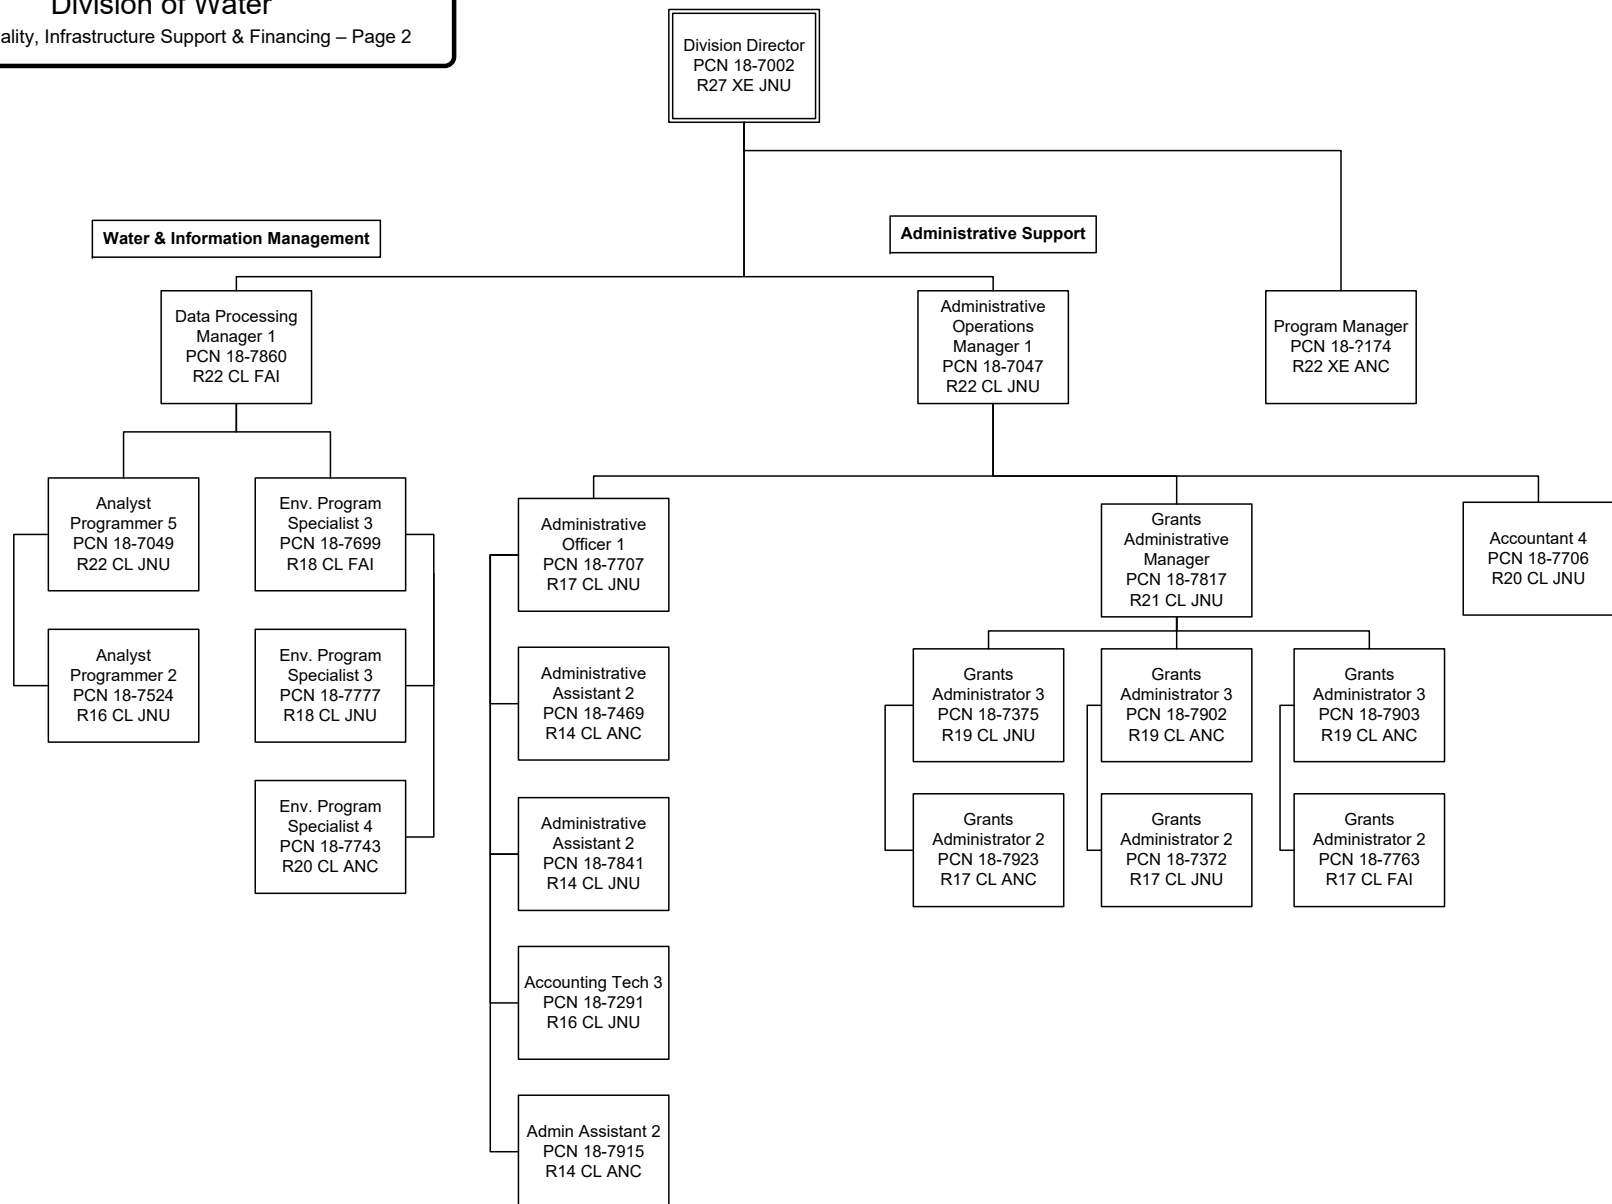 Division of Water
ality, Infrastructure Support & Financing – Page 2
Division Director
PCN 18-7002
R27 XE JNU
Water & Information Management
Administrative Support
Data Processing
Manager 1
PCN 18-7860
R22 CL FAI
Administrative
Operations
Manager 1
PCN 18-7047
R22 CL JNU
Program Manager
PCN 18-?174
R22 XE ANC
Analyst
Programmer 5
PCN 18-7049
R22 CL JNU
Env. Program
Specialist 3
PCN 18-7699
R18 CL FAI
Administrative
Officer 1
PCN 18-7707
R17 CL JNU
Grants
Administrative
Manager
PCN 18-7817
R21 CL JNU
Accountant 4
PCN 18-7706
R20 CL JNU
Analyst
Programmer 2
PCN 18-7524
R16 CL JNU
Env. Program
Specialist 3
PCN 18-7777
R18 CL JNU
Administrative
Assistant 2
PCN 18-7469
R14 CL ANC
Grants
Administrator 3
PCN 18-7375
R19 CL JNU
Grants
Administrator 3
PCN 18-7902
R19 CL ANC
Grants
Administrator 3
PCN 18-7903
R19 CL ANC
Env. Program
Specialist 4
PCN 18-7743
R20 CL ANC
Administrative
Assistant 2
PCN 18-7841
R14 CL JNU
Grants
Administrator 2
PCN 18-7923
R17 CL ANC
Grants
Administrator 2
PCN 18-7372
R17 CL JNU
Grants
Administrator 2
PCN 18-7763
R17 CL FAI
Accounting Tech 3
PCN 18-7291
R16 CL JNU
Admin Assistant 2
PCN 18-7915
R14 CL ANC